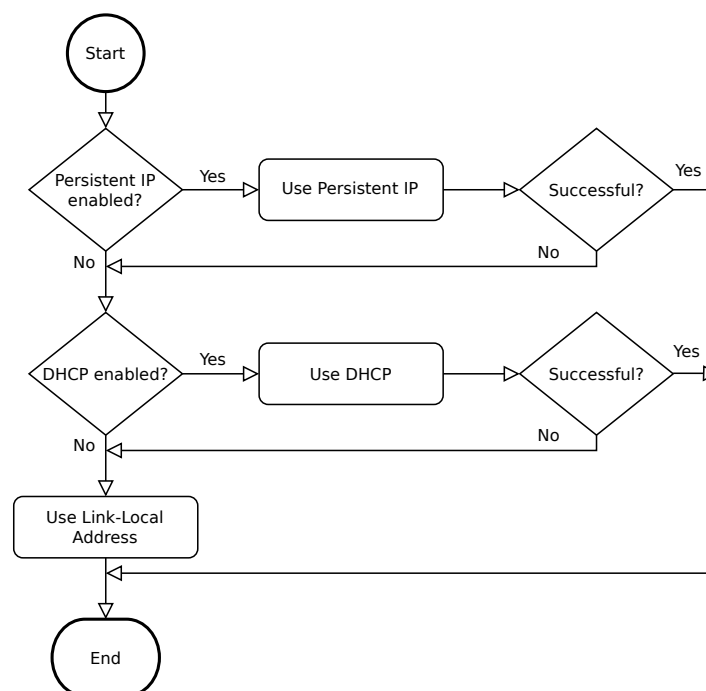 Start
Persistent IP
enabled?
Yes
Use Persistent IP
Successful?
Yes
No
No
DHCP enabled?
Yes
Use DHCP
Successful?
Yes
No
No
Use Link-Local
Address
End